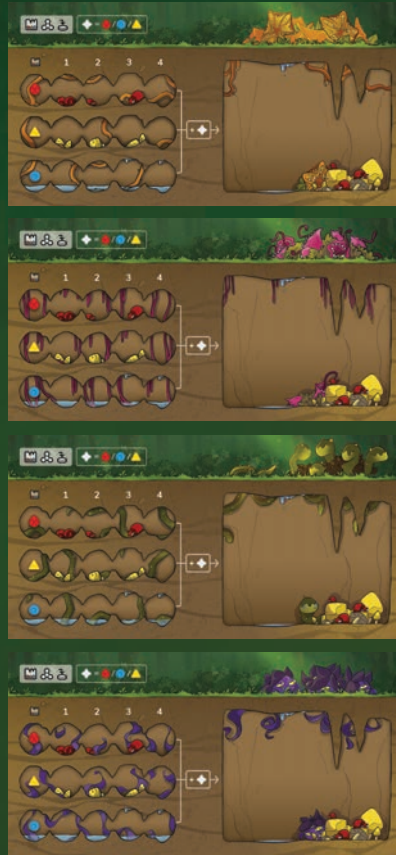 = / /
1 2 3 4
+
= / /
1 2 3 4
+
= / /
1 2 3 4
+
= / /
1 2 3 4
+